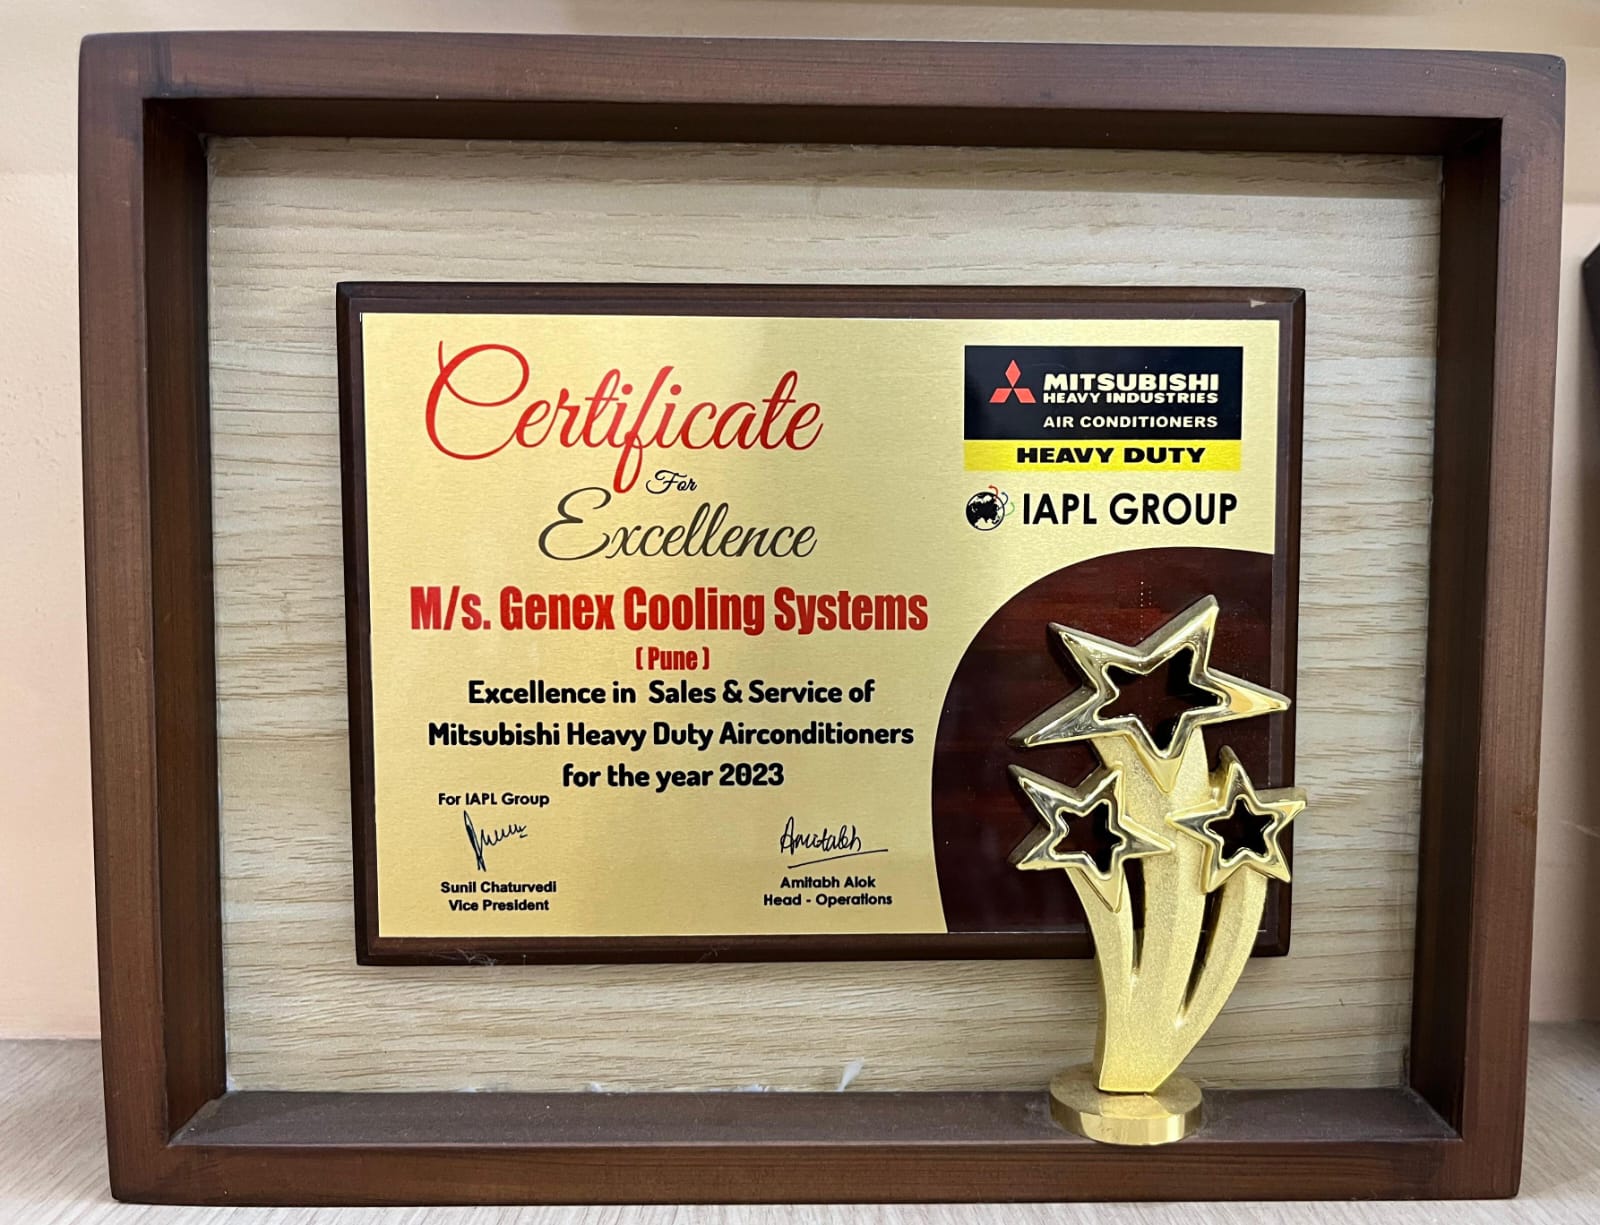 Certificate
For
Excellence
M/s. Genex Cooling Systems
( Pune )
Excellence in Sales & Service of
Mitsubishi Heavy Duty Airconditioners
for the year 2023
For IAPL Group
Sunil Chaturvedi
Vice President
Amitabh
Amitabh Alok
Head - Operations
MITSUBISHI
HEAVY INDUSTRIES
AIR CONDITIONERS
HEAVY DUTY
IAPL GROUP